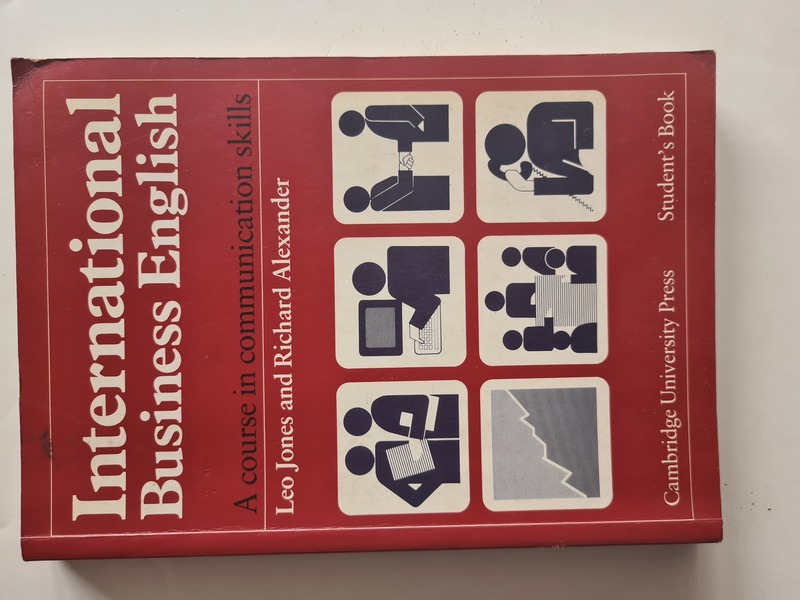 International
Business English
A course in communication skills
Leo Jones and Richard Alexander
Cambridge University Press
Student's Book